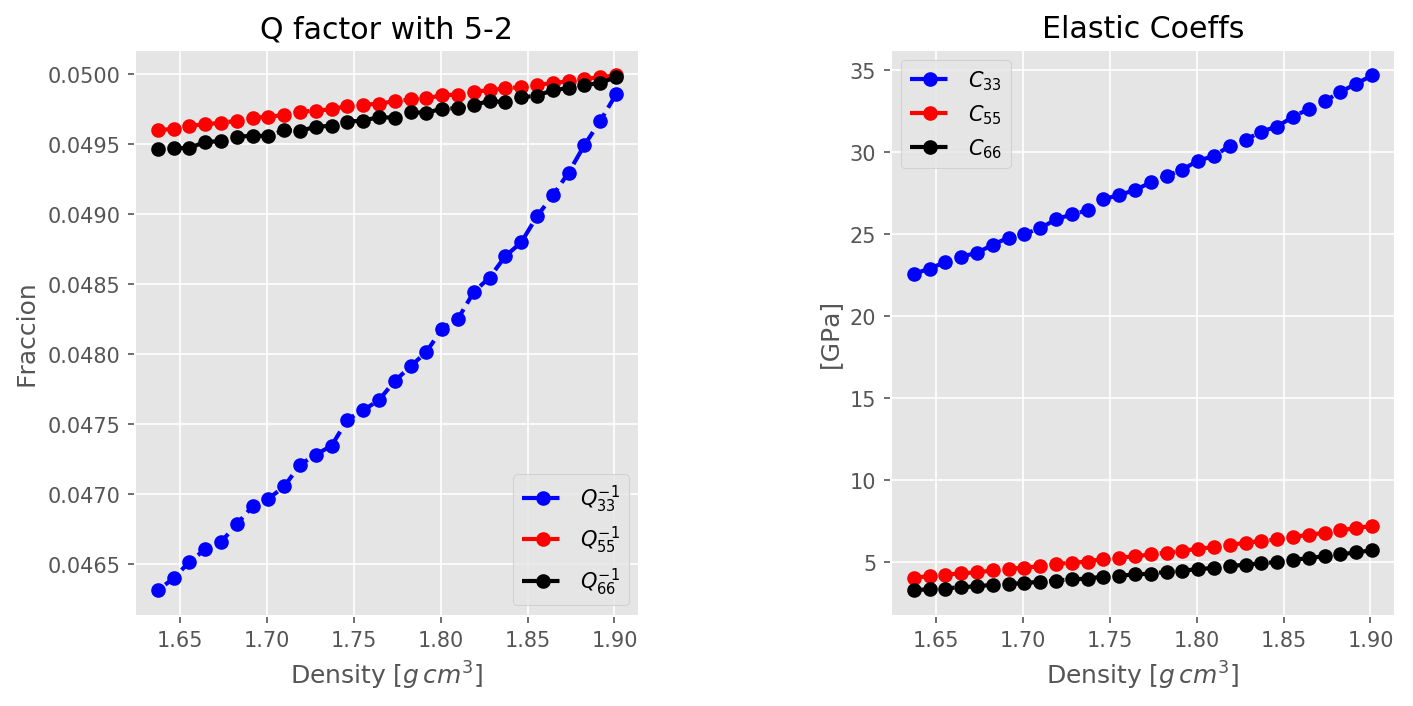 Q factor with 5-2
0.0500
0.0495
0.0490
0.0485
0.0480
0.0475
0.0470
0.0465
Fraccion
1.65 1.70 1.75 1.80 1.85 1.90
Density [g cm³]
Q₃₃⁻¹
Q₅₅⁻¹
Q₆₆⁻¹
Elastic Coeffs
35
30
25
20
15
10
5
[GPa]
1.65 1.70 1.75 1.80 1.85 1.90
Density [g cm³]
C₃₃
C₅₅
C₆₆